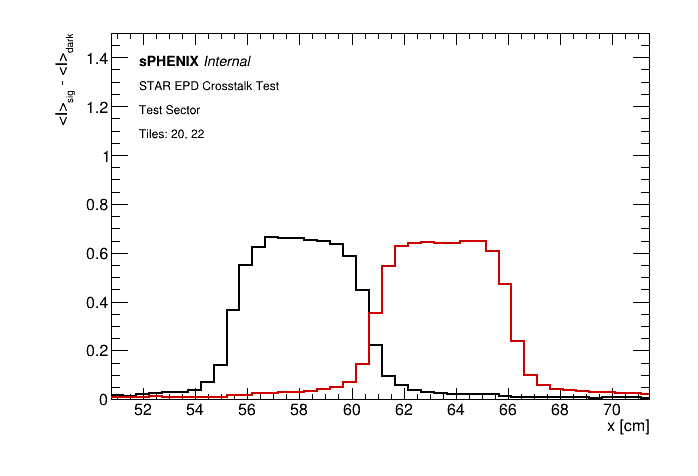 <I>sig - <I>dark
1.4
sPHENIX Internal
STAR EPD Crosstalk Test
1.2
Test Sector
Tiles: 20, 22
1
0.8
0.6
0.4
0.2
0
52 54 56 58 60 62 64 66 68 70
x [cm]